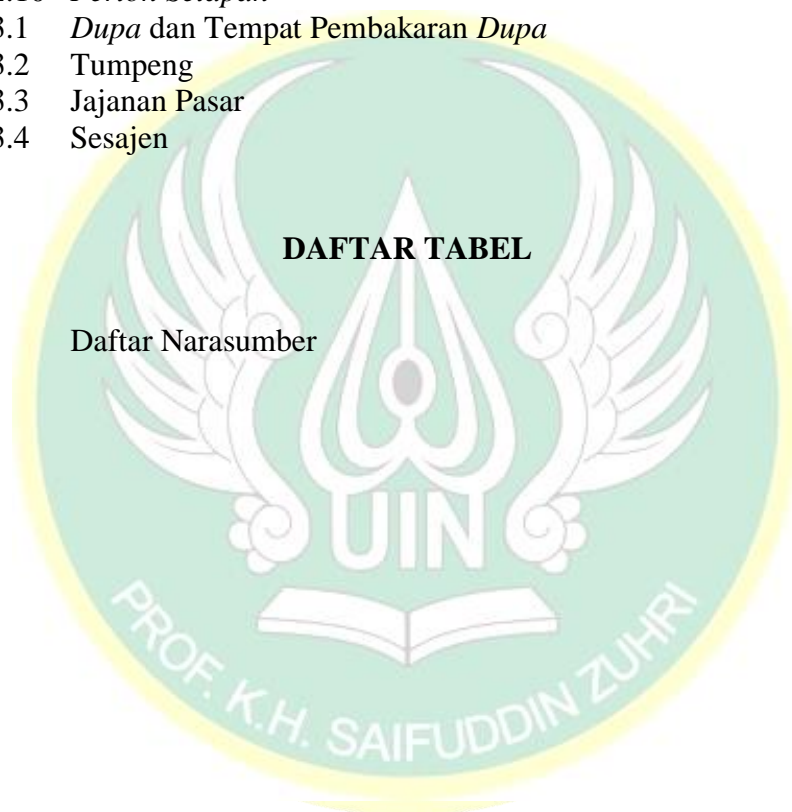 3.1 Dupa dan Tempat Pembakaran Dupa
3.2 Tumpeng
3.3 Jajanan Pasar
3.4 Sesajen
DAFTAR TABEL
Daftar Narasumber
UIN
PROF. K.H. SAIFUDDIN ZUHRI